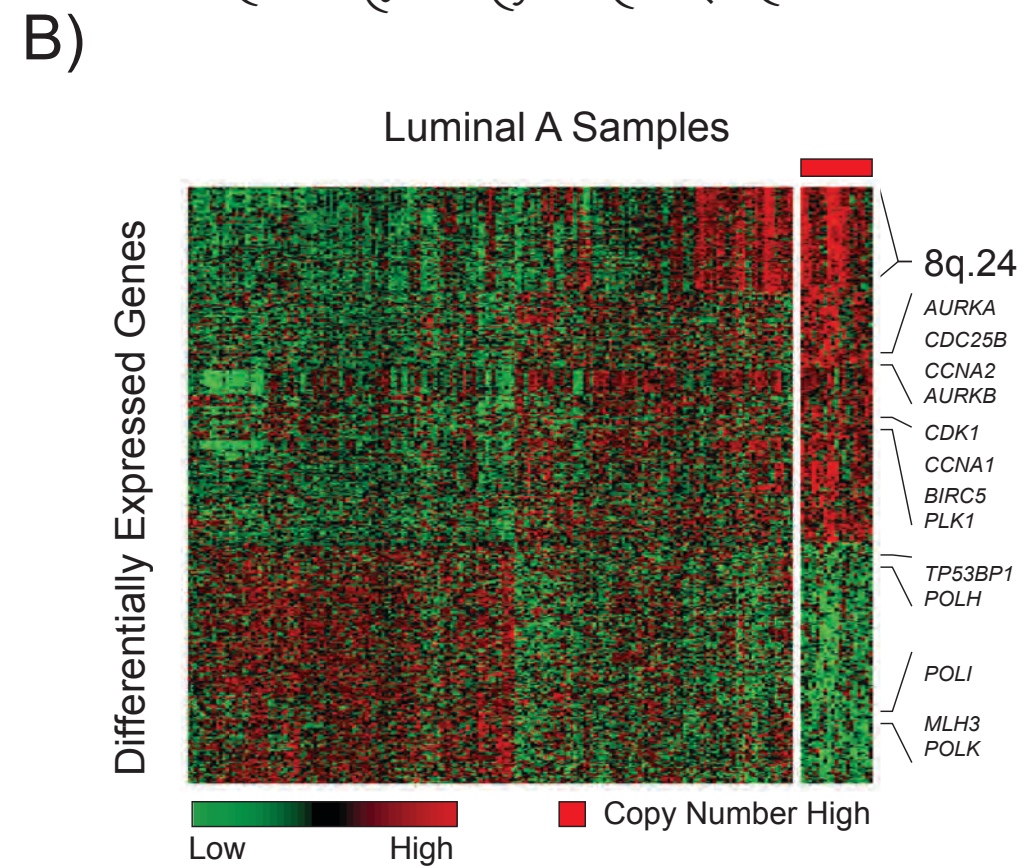 B)
Luminal A Samples
Differentially Expressed Genes
8q.24
AURKA
CDC25B
CCNA2
AURKB
CDK1
CCNA1
BIRC5
PLK1
TP53BP1
POLH
POLI
MLH3
POLK
Low
High
Copy Number High